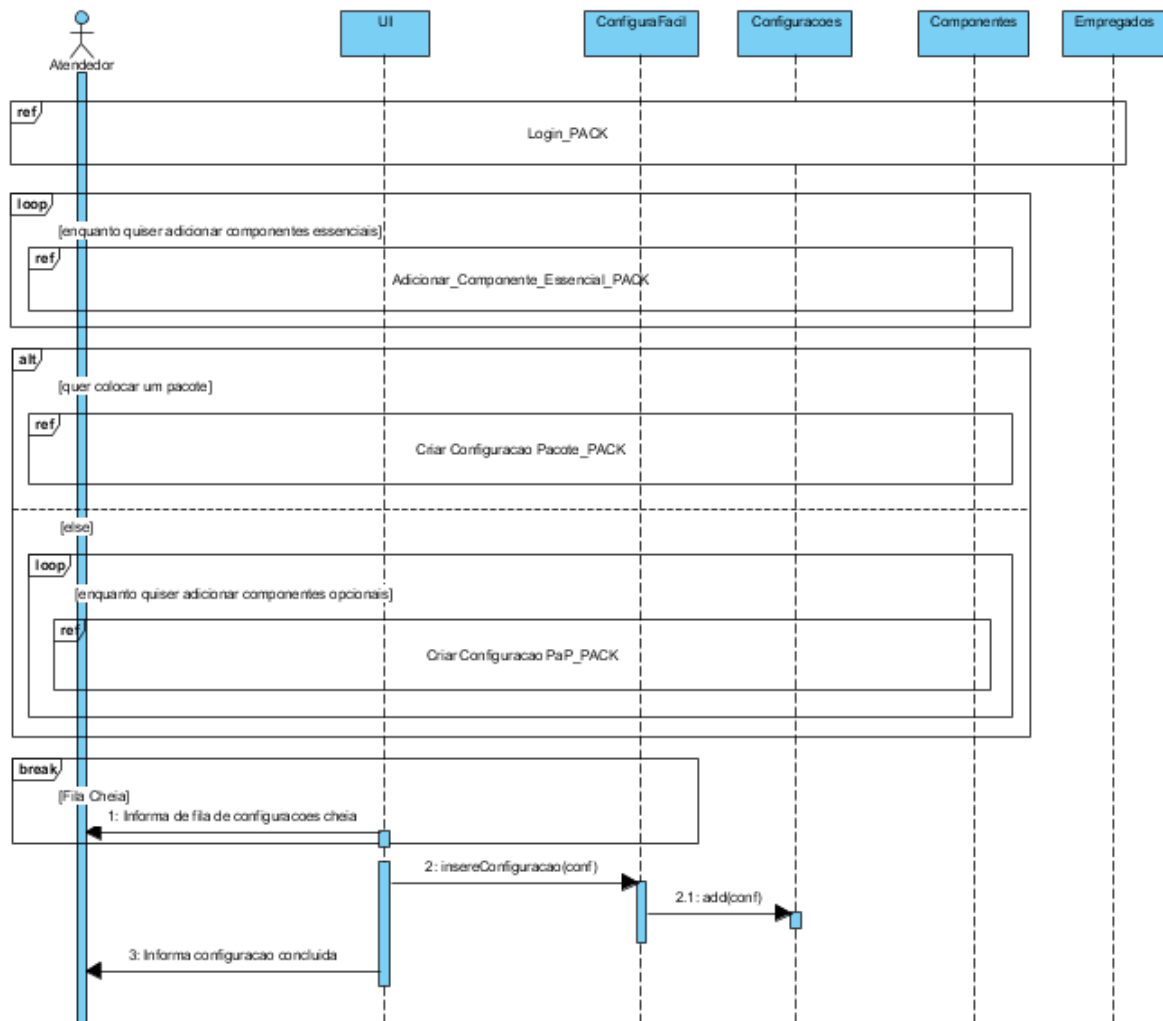 UI
ConfiguraFacil
Configuracoes
Componentes
Empregados
Atendedor
ref
Login_PACK
loop
[enquanto quiser adicionar componentes essenciais]
ref
Adicionar_Componente_Essencial_PACK
alt
[quer colocar um pacote]
ref
Criar Configuracao Pacote_PACK
[else]
loop
[enquanto quiser adicionar componentes opcionais]
ref
Criar Configuracao PaP_PACK
break
[Fila Cheia]
1: Informa de fila de configuracoes cheia
2: insereConfiguracao(conf)
2.1: add(conf)
3: Informa configuracao concluida